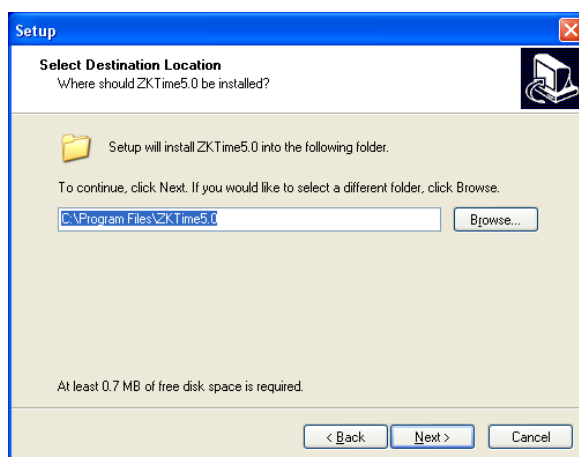 Setup
Select Destination Location
Where should ZKTime5.0 be installed?
Setup will install ZKTime5.0 into the following folder.
To continue, click Next. If you would like to select a different folder, click Browse.
C:\Program Files\ZKTime5.0
Browse...
At least 0.7 MB of free disk space is required.
< Back
Next >
Cancel